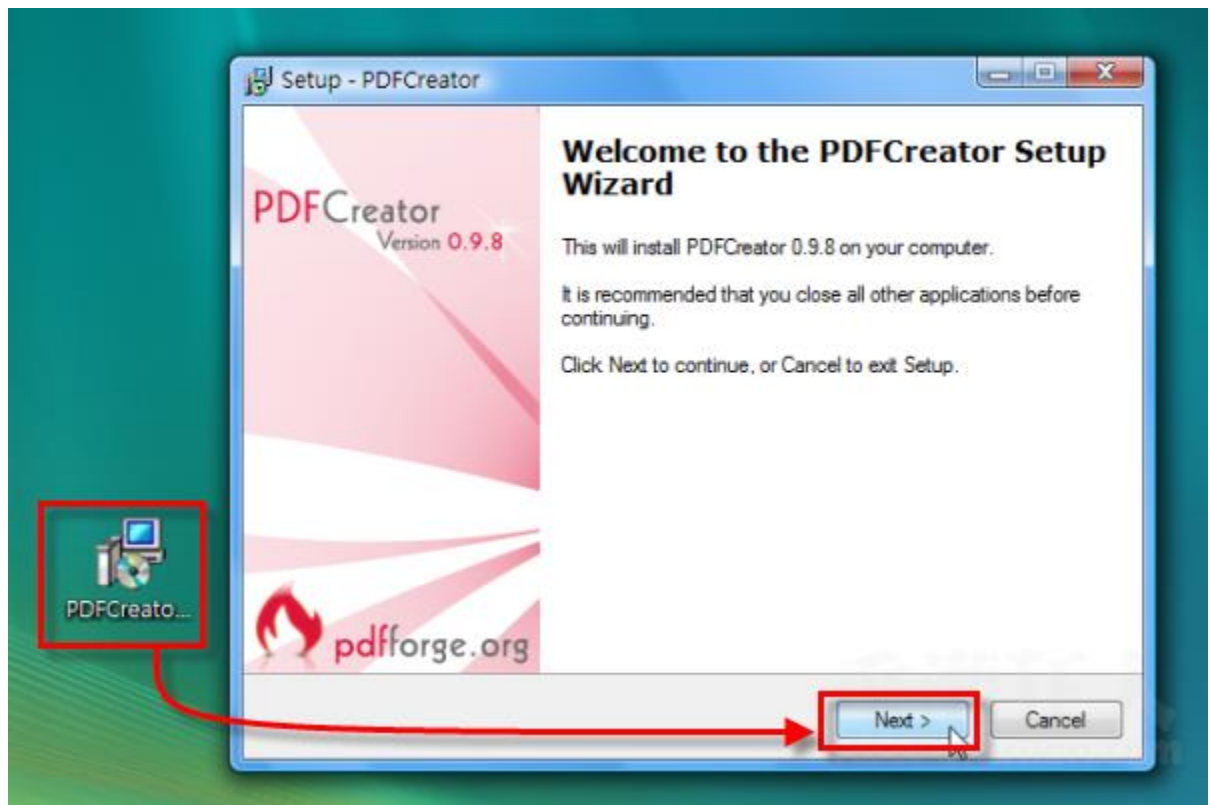 Setup - PDFCreator
Welcome to the PDFCreator Setup
Wizard
PDFCreator
Version 0.9.8
This will install PDFCreator 0.9.8 on your computer.
It is recommended that you close all other applications before
continuing.
Click Next to continue, or Cancel to exit Setup.
PDFCreato...
pdfforge.org
Next >
Cancel